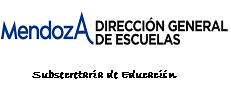 MendozA DIRECCIÓN GENERAL
DE ESCUELAS
Subsecretaría de Educación